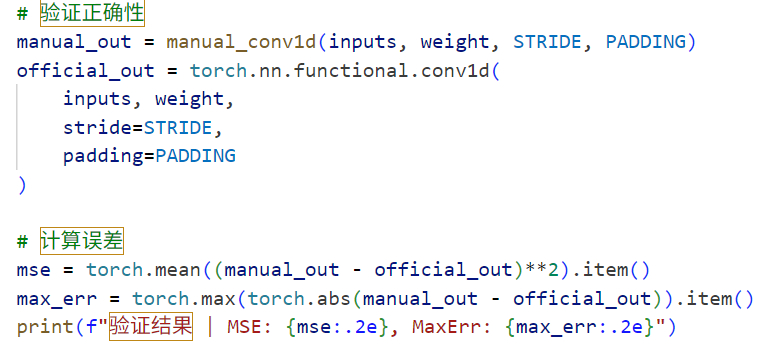 # 验证正确性
manual_out = manual_conv1d(inputs, weight, STRIDE, PADDING)
official_out = torch.nn.functional.conv1d(
    inputs, weight,
    stride=STRIDE,
    padding=PADDING
)
# 计算误差
mse = torch.mean((manual_out - official_out)**2).item()
max_err = torch.max(torch.abs(manual_out - official_out)).item()
print(f"验证结果 | MSE: {mse:.2e}, MaxErr: {max_err:.2e}")